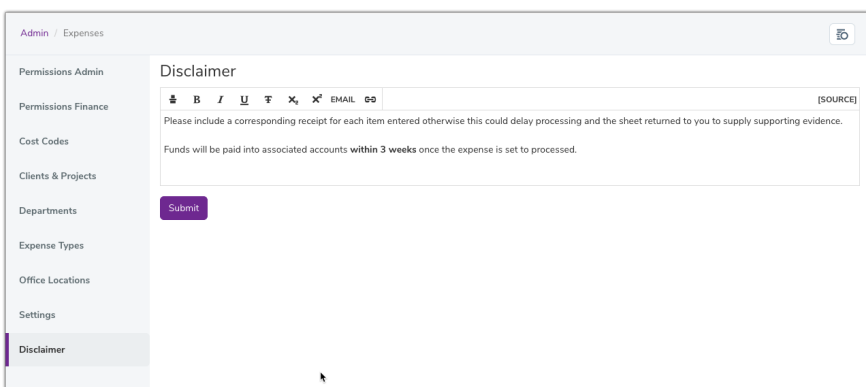 Admin / Expenses
Permissions Admin
Permissions Finance
Cost Codes
Clients & Projects
Departments
Expense Types
Office Locations
Settings
Disclaimer
Disclaimer
B I U T X₂ X² EMAIL [SOURCE]
Please include a corresponding receipt for each item entered otherwise this could delay processing and the sheet returned to you to supply supporting evidence.
Funds will be paid into associated accounts within 3 weeks once the expense is set to processed.
Submit